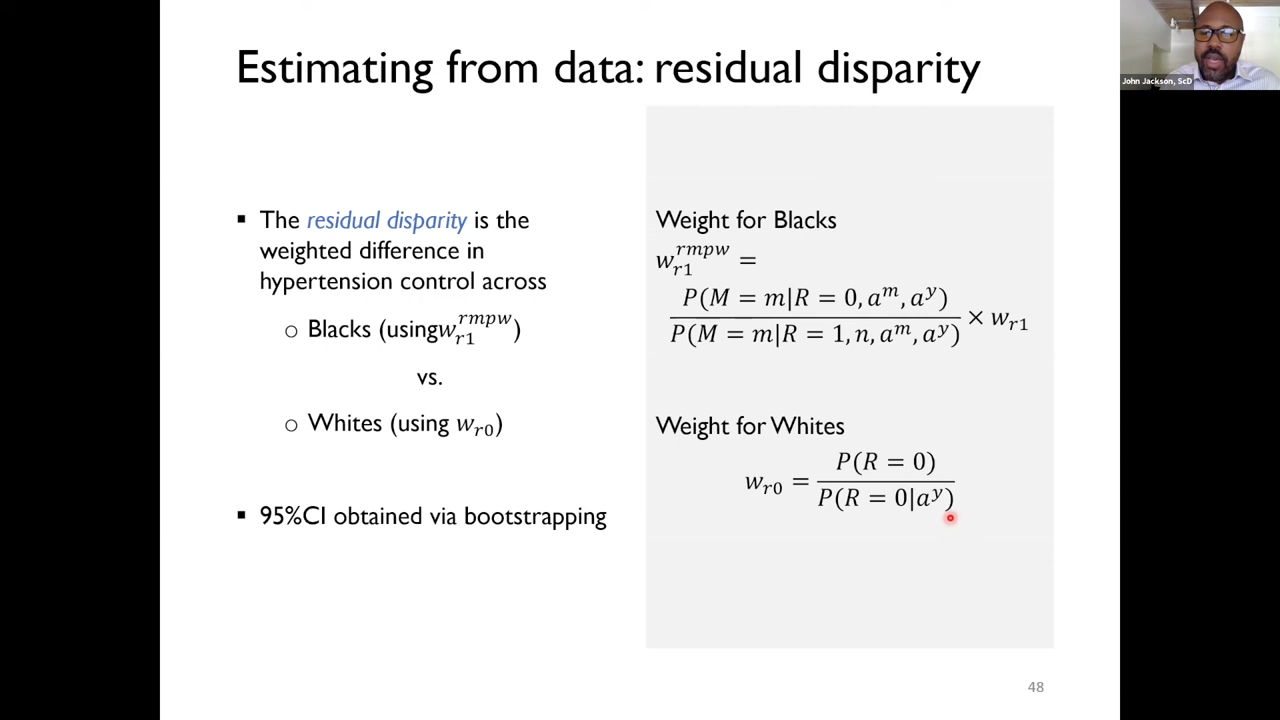 Estimating from data: residual disparity
John Jackson, ScD
▪ The residual disparity is the
weighted difference in
hypertension control across
○ Blacks (using w_{r1}^{rmpw})
vs.
○ Whites (using w_{r0})
▪ 95%CI obtained via bootstrapping
Weight for Blacks
w_{r1}^{rmpw} =
P(M = m|R = 0, a^m, a^y)
P(M = m|R = 1, n, a^m, a^y) × w_{r1}
Weight for Whites
w_{r0} = P(R = 0)
P(R = 0|a^y)
48